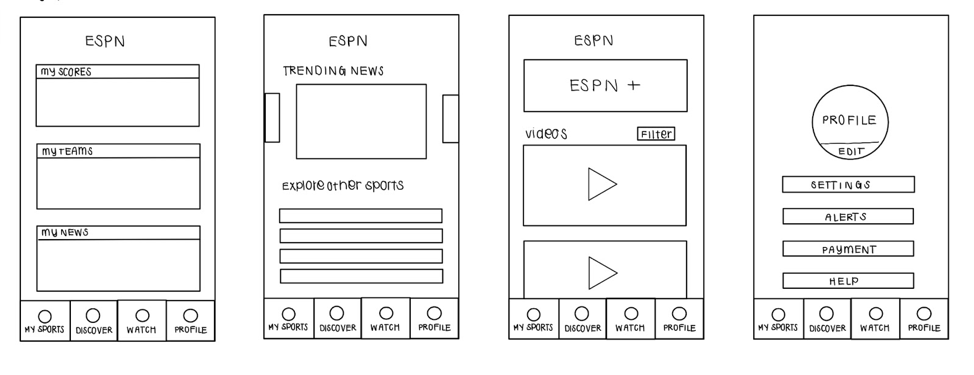 ESPN
MY SCORES
MY TEAMS
MY NEWS
MY SPORTS
DISCOVER
WATCH
PROFILE
ESPN
TRENDING NEWS
Explore other sports
MY SPORTS
DISCOVER
WATCH
PROFILE
ESPN
ESPN +
videos Filter
MY SPORTS
DISCOVER
WATCH
PROFILE
PROFILE
EDIT
SETTINGS
ALERTS
PAYMENT
HELP
MY SPORTS
DISCOVER
WATCH
PROFILE